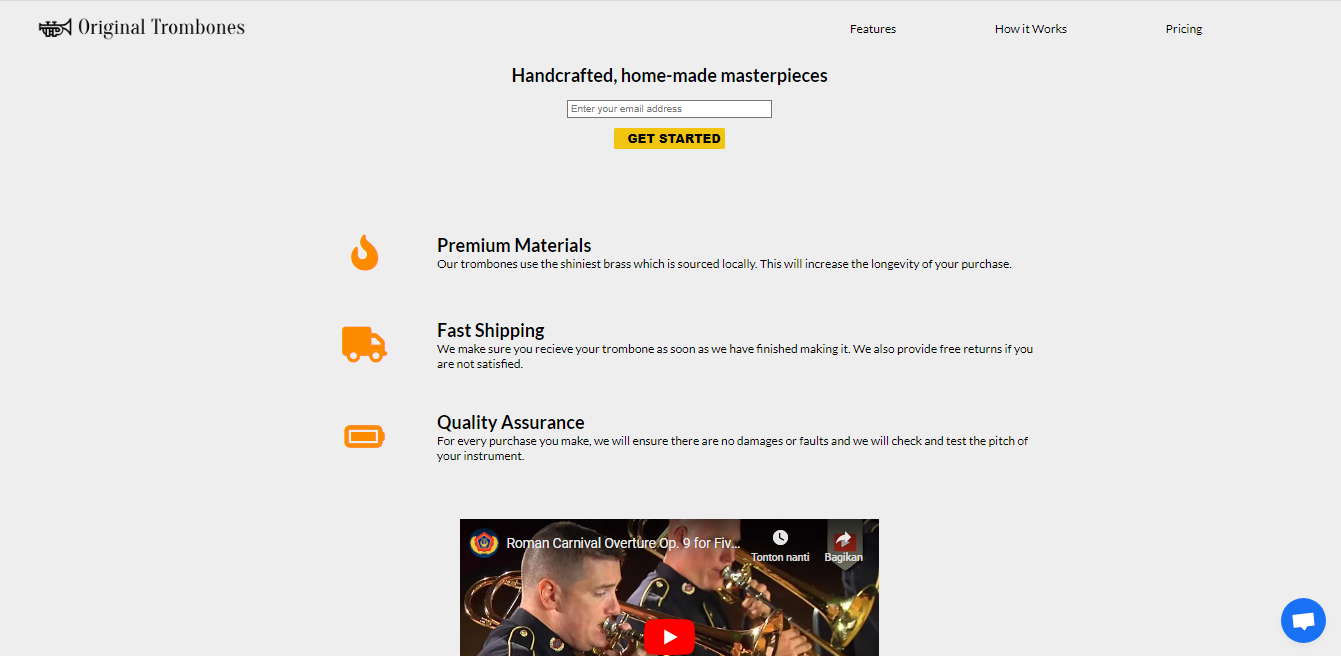 Original Trombones
Features
How it Works
Pricing
Handcrafted, home-made masterpieces
Enter your email address
GET STARTED
Premium Materials
Our trombones use the shiniest brass which is sourced locally. This will increase the longevity of your purchase.
Fast Shipping
We make sure you recieve your trombone as soon as we have finished making it. We also provide free returns if you
are not satisfied.
Quality Assurance
For every purchase you make, we will ensure there are no damages or faults and we will check and test the pitch of
your instrument.
Roman Carnival Overture Op. 9 for Fiv...
Tonton nanti
Bagikan